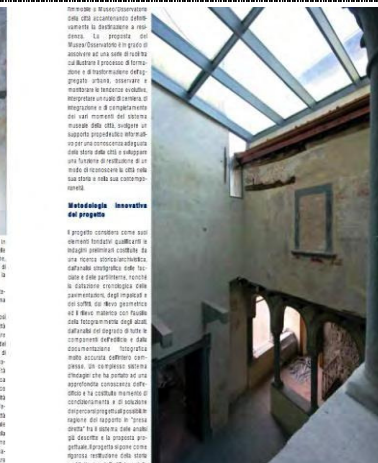 l'immobile a Museo/Osservatorio
della città accantonando definiti-
vamente la destinazione a resi-
denza. La proposta del
Museo/Osservatorio è in grado di
assolvere ad una serie di ruoli tra
cui illustrare il processo di forma-
zione e di trasformazione dell'ag-
gregato urbano, osservare e
monitorare le tendenze evolutive,
interpretare un ruolo di cerniera, di
integrazione e di completamento
dei vari momenti del sistema
museale della città, svolgere un
supporto propedeutico informati-
vo per una conoscenza adeguata
della storia della città e sviluppare
una funzione di restituzione di un
modo di riconoscere la città nella
sua storia e nella sua contempo-
raneità.
Metodologia innovativa
del progetto
Il progetto considera come suoi
elementi fondativi qualificanti le
indagini preliminari costituite da
una ricerca storico/archivistica,
dall'analisi stratigrafica delle fac-
ciate e delle parti interne, nonché
la datazione cronologica delle
pavimentazioni, degli impalcati e
dei soffitti, dal rilievo geometrico
ed il rilievo materico con l'ausilio
della fotogrammetria degli alzati,
dall'analisi del degrado di tutte le
componenti dell'edificio e dalla
documentazione fotografica
molto accurata dell'intero com-
plesso. Un complesso sistema
d'indagini che ha portato ad una
approfondita conoscenza dell'e-
dificio e ha costituito momento di
condizionamento e di soluzione
dei percorsi progettuali possibili in
ragione del rapporto in "presa
diretta" fra il sistema delle analisi
già descritte e la proposta pro-
gettuale. Il progetto si pone come
rigorosa restituzione della storia